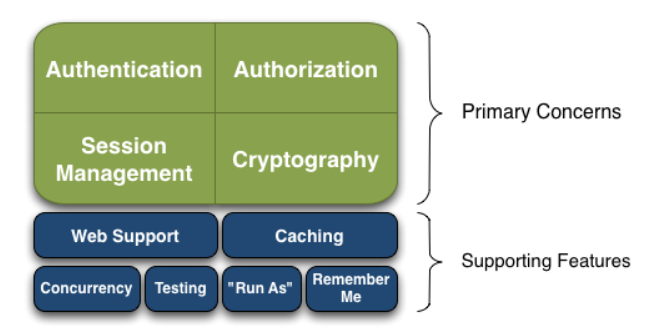 Authentication
Authorization
Primary Concerns
Session
Management
Cryptography
Web Support
Caching
Supporting Features
Concurrency
Testing
"Run As"
Remember
Me